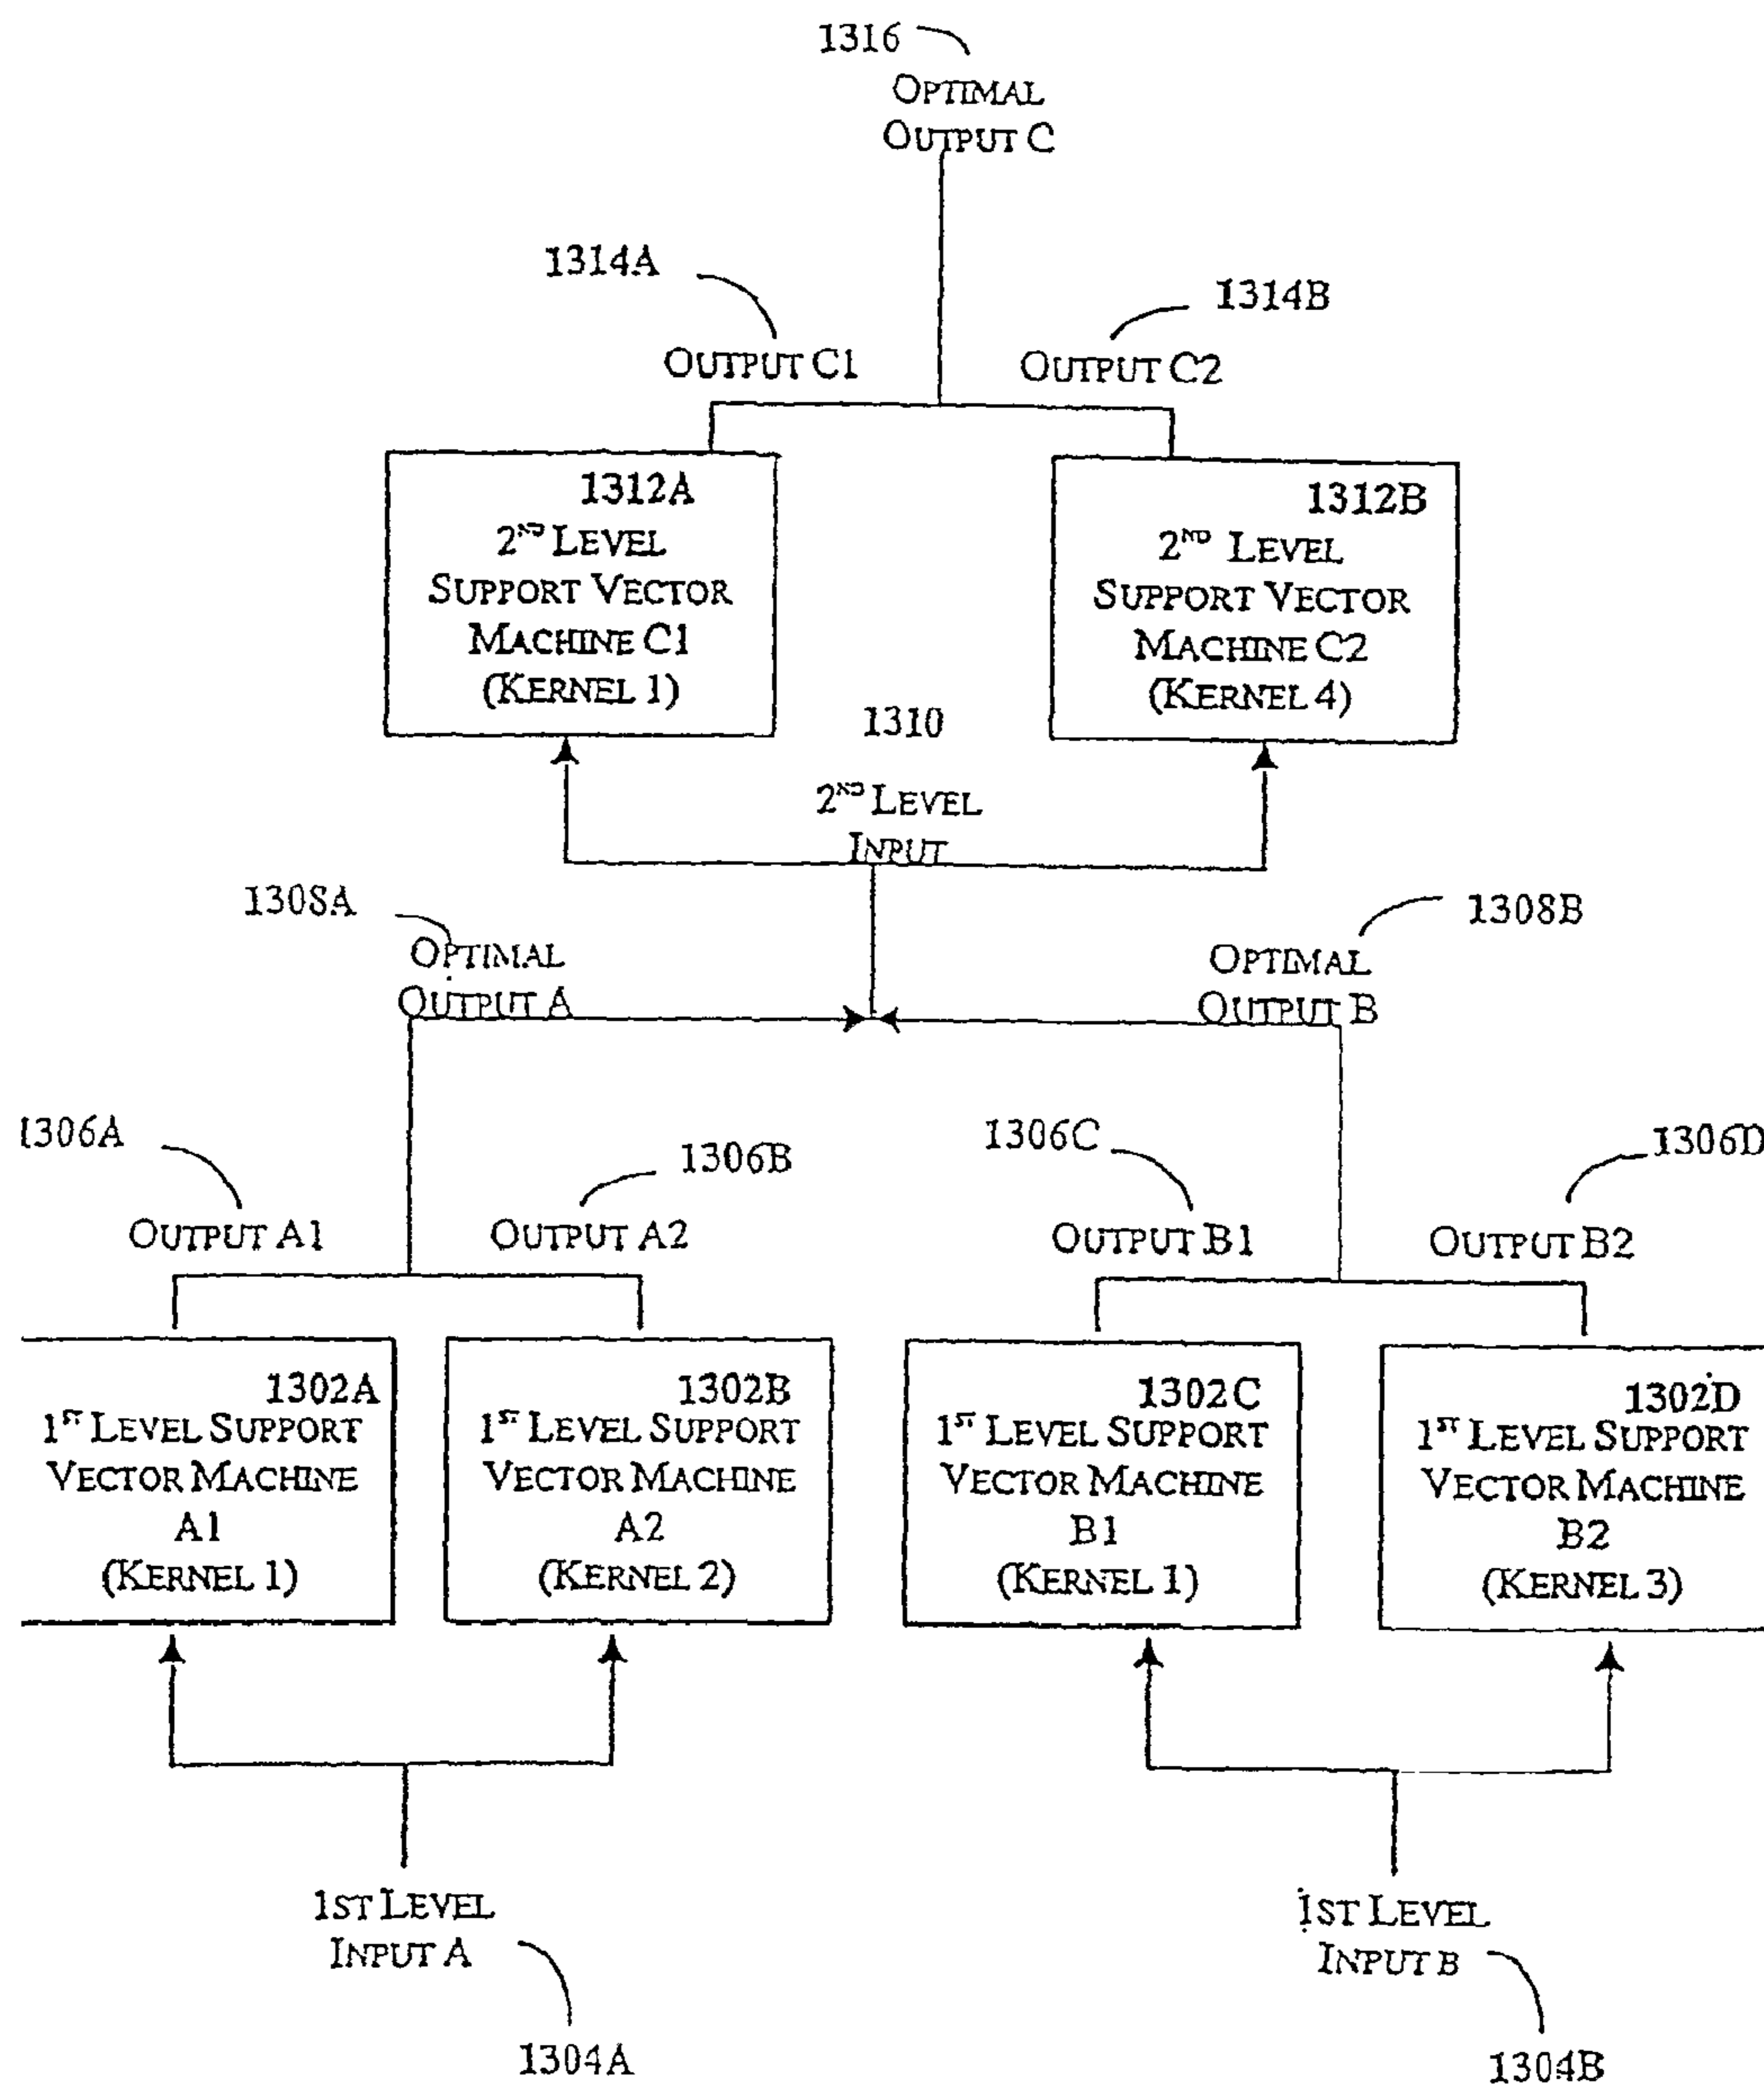 1316
OPTIMAL
OUTPUT C
1314A
1314B
OUTPUT C1
OUTPUT C2
1312A
2ND LEVEL
SUPPORT VECTOR
MACHINE C1
(KERNEL 1)
1312B
2ND LEVEL
SUPPORT VECTOR
MACHINE C2
(KERNEL 4)
1310
2ND LEVEL
INPUT
1308A
OPTIMAL
OUTPUT A
1308B
OPTIMAL
OUTPUT B
1306A
1306B
1306C
1306D
OUTPUT A1
OUTPUT A2
OUTPUT B1
OUTPUT B2
1302A
1ST LEVEL SUPPORT
VECTOR MACHINE
A1
(KERNEL 1)
1302B
1ST LEVEL SUPPORT
VECTOR MACHINE
A2
(KERNEL 2)
1302C
1ST LEVEL SUPPORT
VECTOR MACHINE
B1
(KERNEL 1)
1302D
1ST LEVEL SUPPORT
VECTOR MACHINE
B2
(KERNEL 3)
1ST LEVEL
INPUT A
1304A
1ST LEVEL
INPUT B
1304B